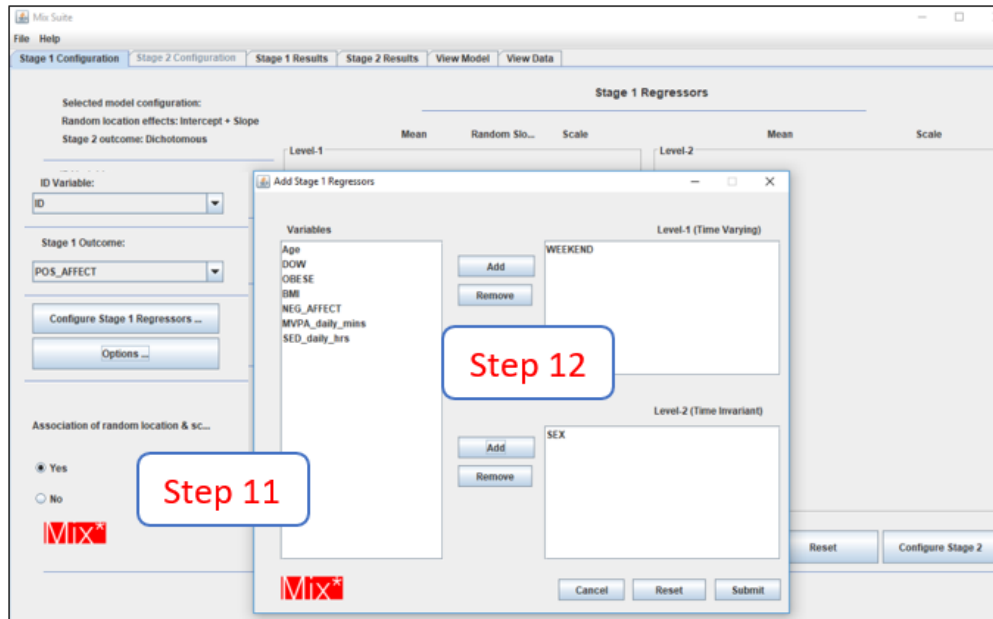 Mix Suite
File Help
Stage 1 Configuration Stage 2 Configuration Stage 1 Results Stage 2 Results View Model View Data
Selected model configuration:
Random location effects: Intercept + Slope
Stage 2 outcome: Dichotomous
Stage 1 Regressors
Mean Random Slo... Scale Mean Scale
Level-1 Level-2
ID Variable:
ID
Stage 1 Outcome:
POS_AFFECT
Configure Stage 1 Regressors ...
Options ...
Association of random location & sc...
Yes
No
Mix*
Step 11
Add Stage 1 Regressors
Variables
Age
DOW
OBESE
BMI
NEG_AFFECT
MVPA_daily_mins
SED_daily_hrs
Add
Remove
Level-1 (Time Varying)
WEEKEND
Step 12
Level-2 (Time Invariant)
Add
Remove
SEX
Mix*
Cancel Reset Submit
Reset Configure Stage 2